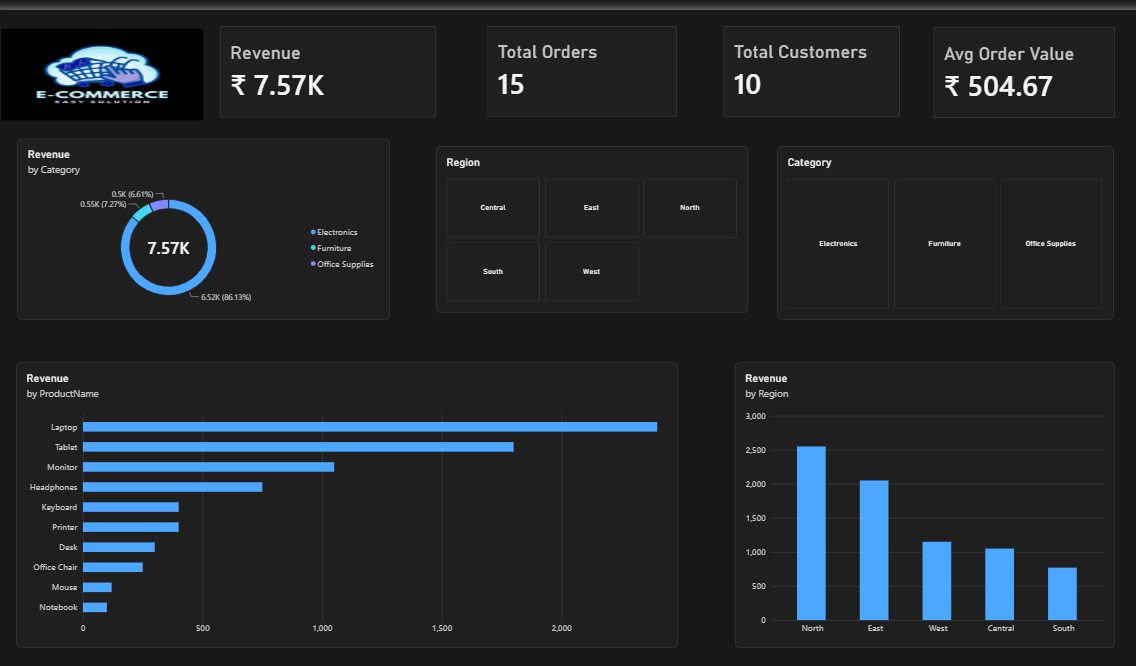 E-COMMERCE
EASY SOLUTION
Revenue
₹ 7.57K
Total Orders
15
Total Customers
10
Avg Order Value
₹ 504.67
Revenue
by Category
0.5K (6.61%)
0.55K (7.27%)
7.57K
6.52K (86.13%)
Electronics
Furniture
Office Supplies
Region
Central
East
North
South
West
Category
Electronics
Furniture
Office Supplies
Revenue
by ProductName
Laptop
Tablet
Monitor
Headphones
Keyboard
Printer
Desk
Office Chair
Mouse
Notebook
0 500 1,000 1,500 2,000
Revenue
by Region
3,000
2,500
2,000
1,500
1,000
500
0
North East West Central South